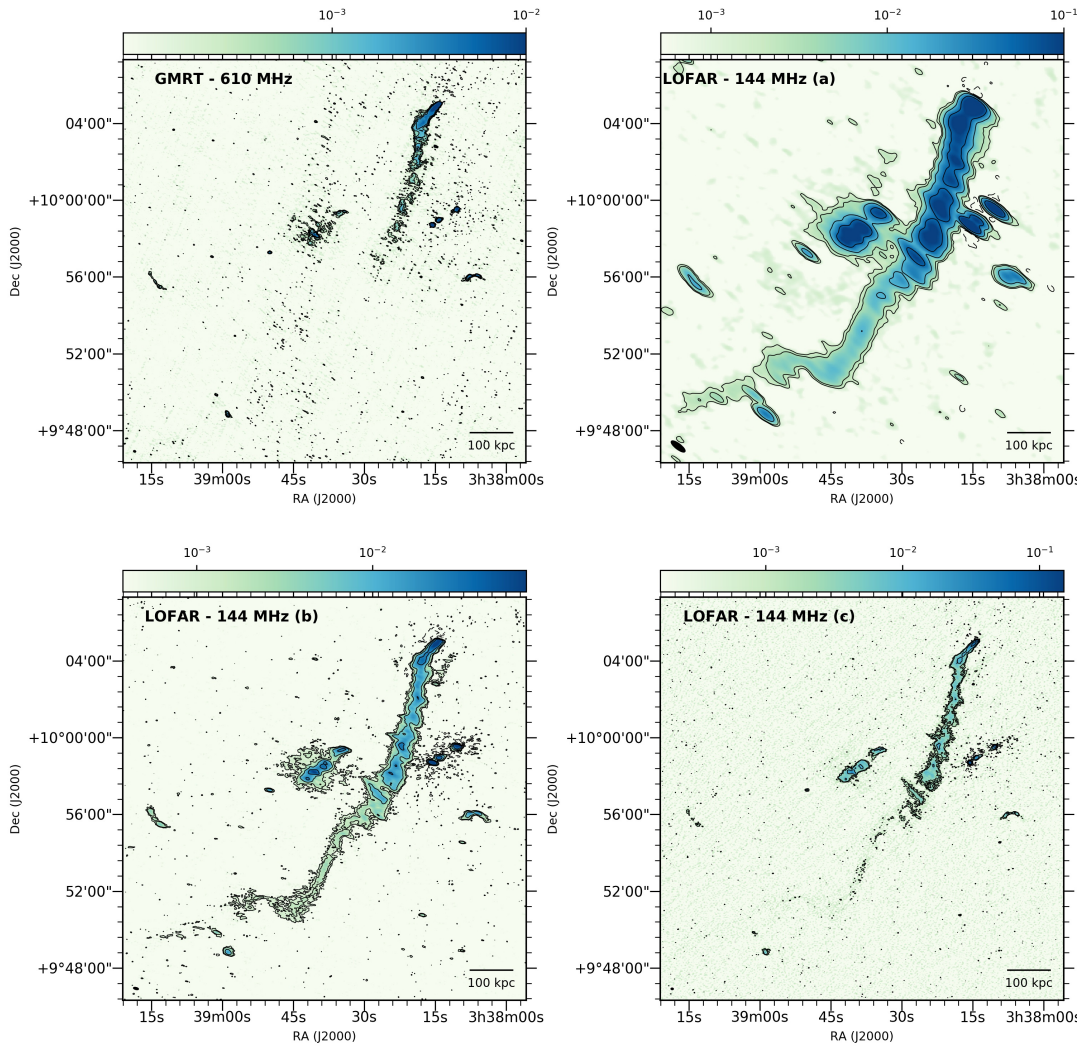 10⁻³ 10⁻²
GMRT - 610 MHz
04'00"
+10°00'00"
56'00"
52'00"
+9°48'00"
Dec (J2000)
100 kpc
15s 39m00s 45s 30s 15s 3h38m00s
RA (J2000)
10⁻³ 10⁻² 10⁻¹
LOFAR - 144 MHz (a)
04'00"
+10°00'00"
56'00"
52'00"
+9°48'00"
Dec (J2000)
100 kpc
15s 39m00s 45s 30s 15s 3h38m00s
RA (J2000)
10⁻³ 10⁻²
LOFAR - 144 MHz (b)
04'00"
+10°00'00"
56'00"
52'00"
+9°48'00"
Dec (J2000)
100 kpc
15s 39m00s 45s 30s 15s 3h38m00s
RA (J2000)
10⁻³ 10⁻² 10⁻¹
LOFAR - 144 MHz (c)
04'00"
+10°00'00"
56'00"
52'00"
+9°48'00"
Dec (J2000)
100 kpc
15s 39m00s 45s 30s 15s 3h38m00s
RA (J2000)